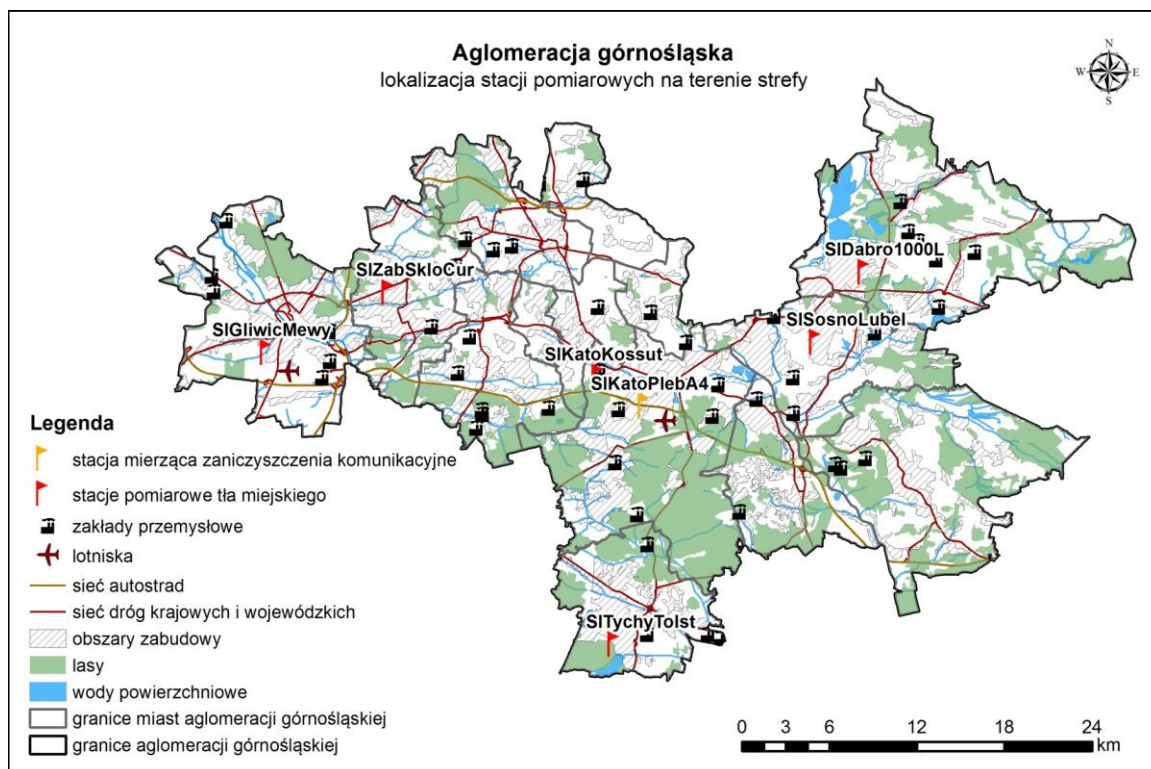 Aglomeracja górnośląska
lokalizacja stacji pomiarowych na terenie strefy
N
W E
S
SlDabro1000L
SlZabSkloCur
SlSosnoLubel
SlGliwicMewy
SlKatoKossut
SlKatoPlebA4
SlTychyTolst
Legenda
stacja mierząca zaniczyszczenia komunikacyjne
stacje pomiarowe tła miejskiego
zakłady przemysłowe
lotniska
sieć autostrad
sieć dróg krajowych i wojewódzkich
obszary zabudowy
lasy
wody powierzchniowe
granice miast aglomeracji górnośląskiej
granice aglomeracji górnośląskiej
0 3 6 12 18 24
km